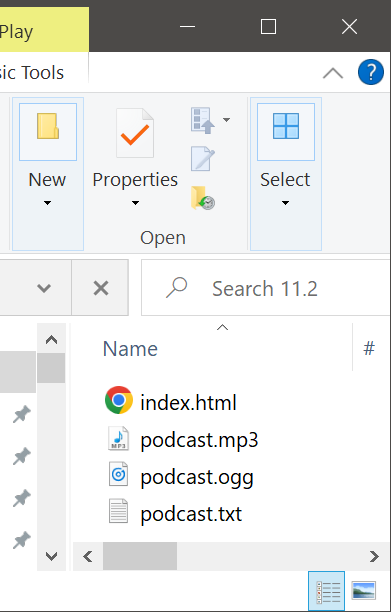 Play
sic Tools
?
New
Properties
Select
Open
Search 11.2
Name
#
index.html
MP3
podcast.mp3
podcast.ogg
podcast.txt